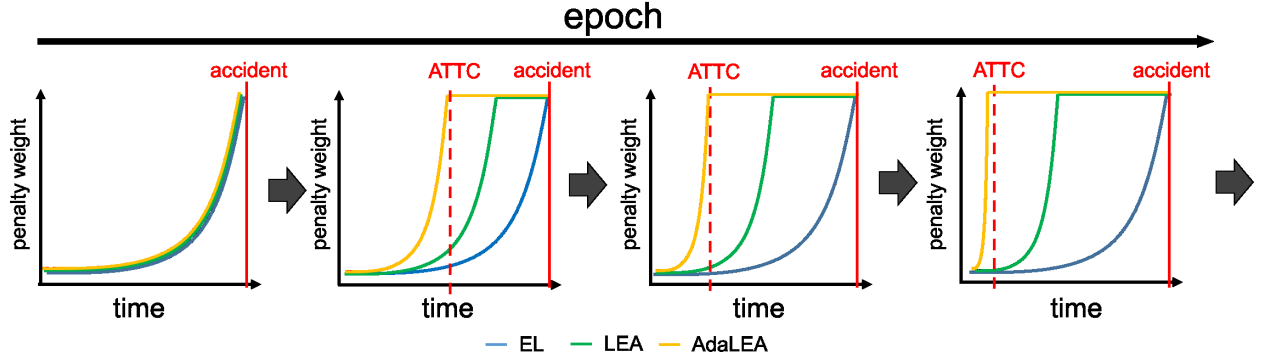 epoch
accident
penalty weight
time
ATTC
accident
penalty weight
time
ATTC
accident
penalty weight
time
ATTC
accident
penalty weight
time
EL
LEA
AdaLEA